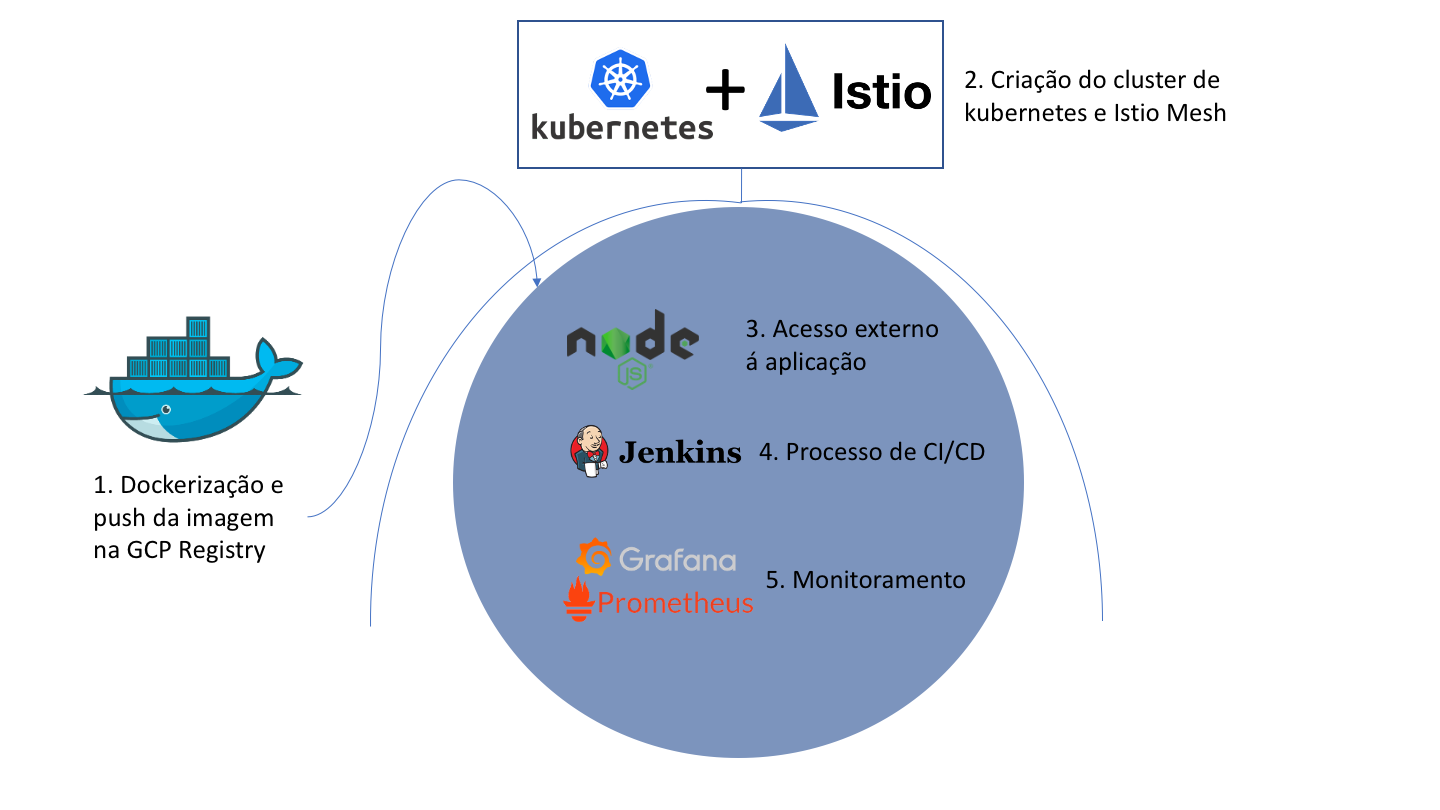 kubernetes
+
Istio
2. Criação do cluster de
kubernetes e Istio Mesh
1. Dockerização e
push da imagem
na GCP Registry
node
JS
3. Acesso externo
á aplicação
Jenkins
4. Processo de CI/CD
Grafana
Prometheus
5. Monitoramento